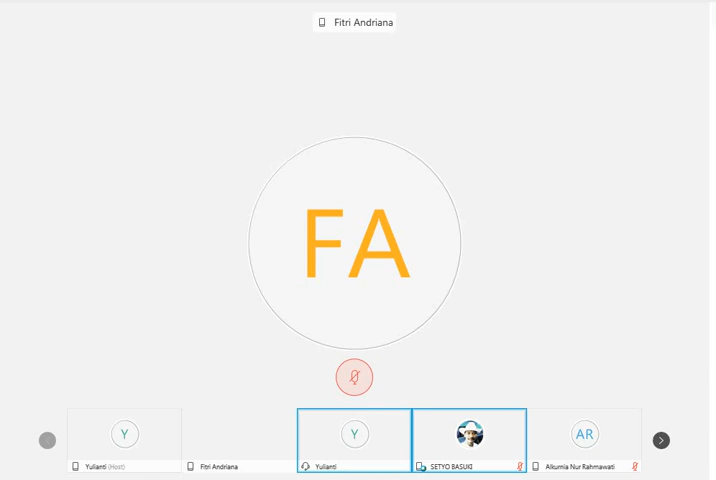 Fitri Andriana
FA
Y
Y
AR
Yulianti (Host)
Fitri Andriana
Yulianti
SETYO BASUKI
Alkurnia Nur Rahmawati